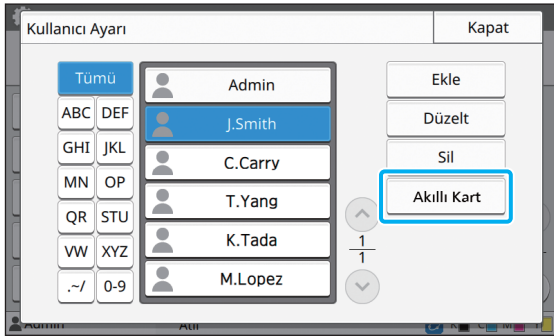 Kullanıcı Ayarı
Kapat
Tümü
ABC DEF
GHI JKL
MN OP
QR STU
VW XYZ
.~/ 0-9
Admin
J.Smith
C.Carry
T.Yang
K.Tada
M.Lopez
1
1
Ekle
Düzelt
Sil
Akıllı Kart
Admin